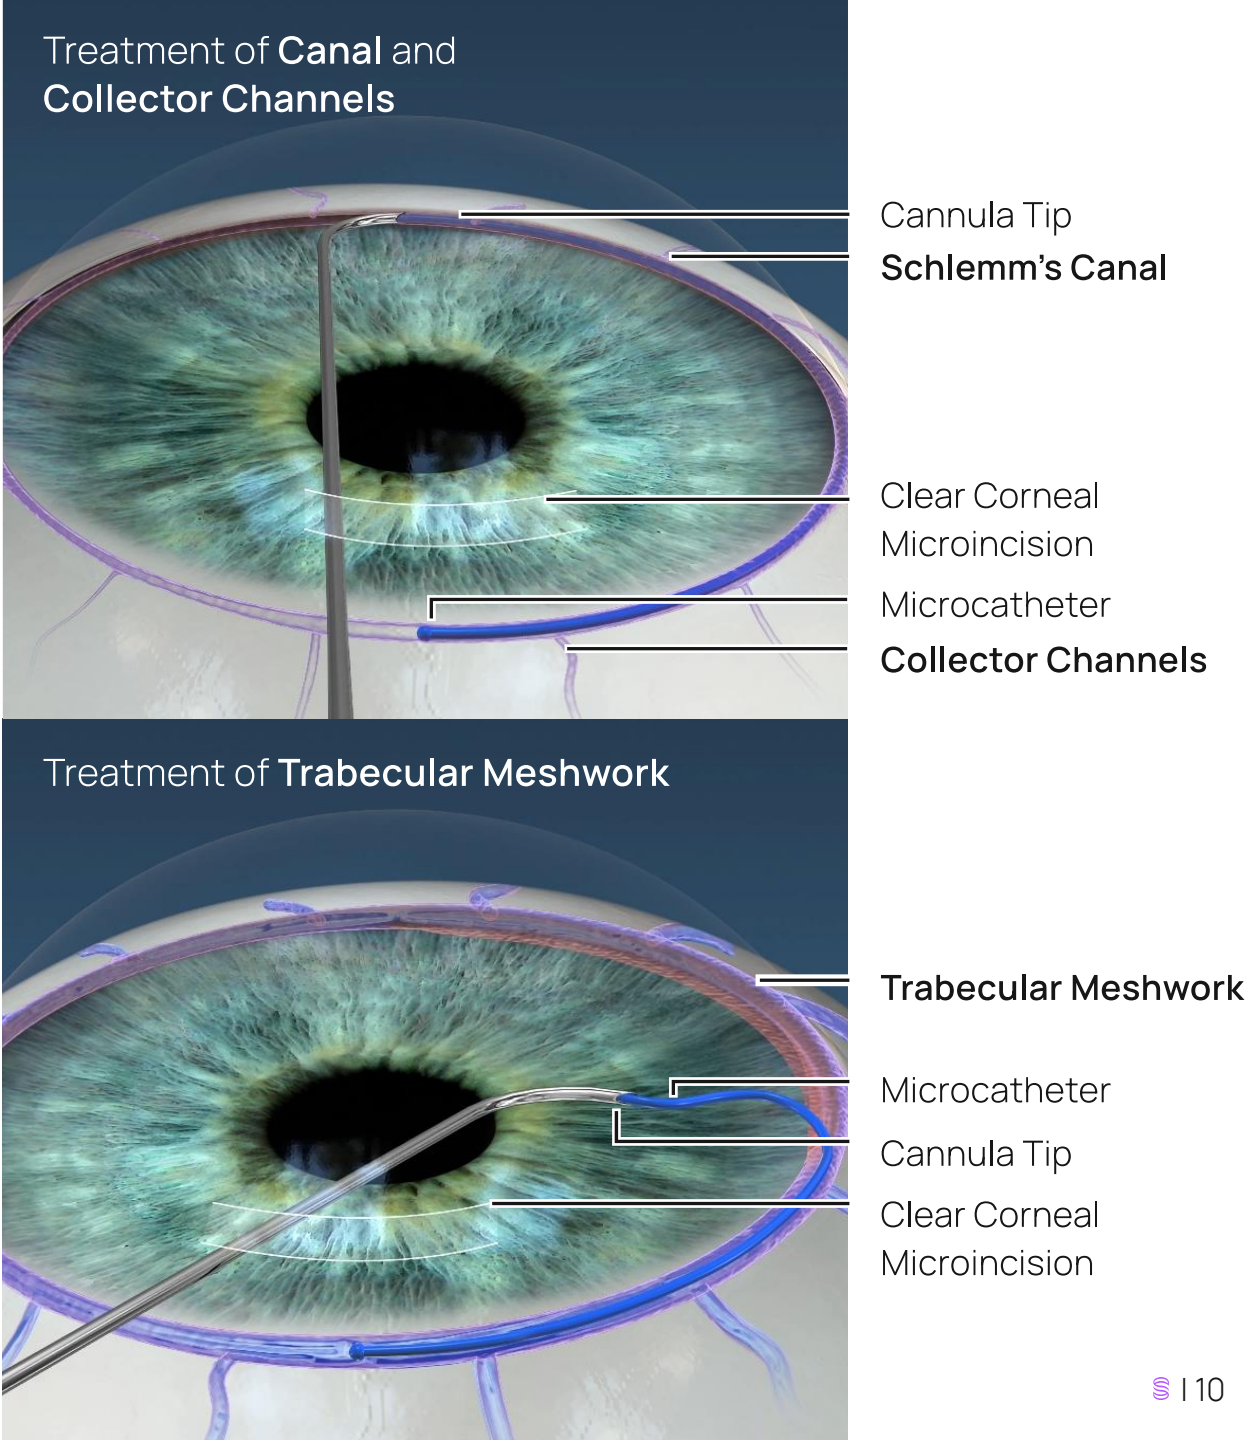 Treatment of Canal and
Collector Channels
Cannula Tip
Schlemm's Canal
Clear Corneal
Microincision
Microcatheter
Collector Channels
Treatment of Trabecular Meshwork
Trabecular Meshwork
Microcatheter
Cannula Tip
Clear Corneal
Microincision
| 10